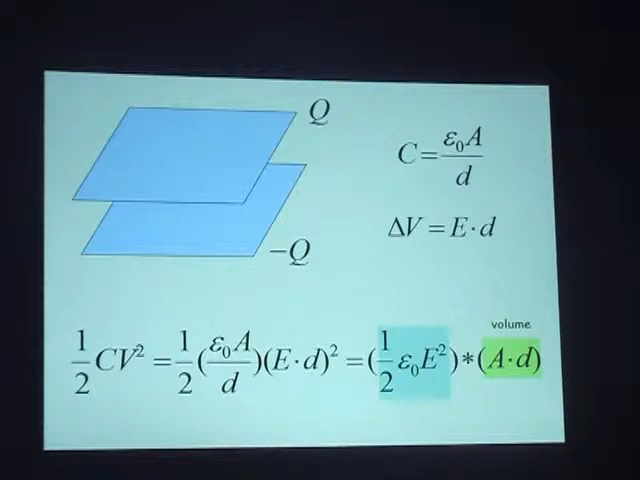 Q
C = ε₀A / d
ΔV = E·d
−Q
volume
1/2 CV² = 1/2 (ε₀A / d)(E·d)² = (1/2 ε₀E²)*(A·d)